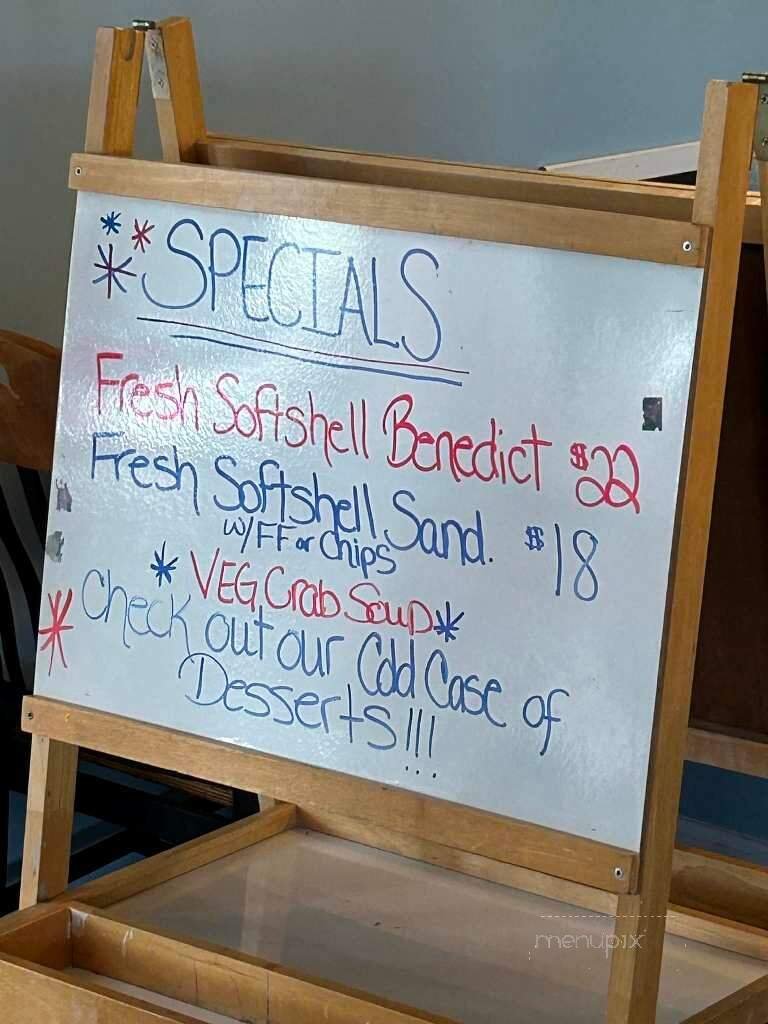 SPECIALS
Fresh Softshell Benedict $22
Fresh Softshell Sand. $18
w/FF or chips
* VEG Crab Soup *
* Check out our Cold Case of
Desserts!!!
menupix